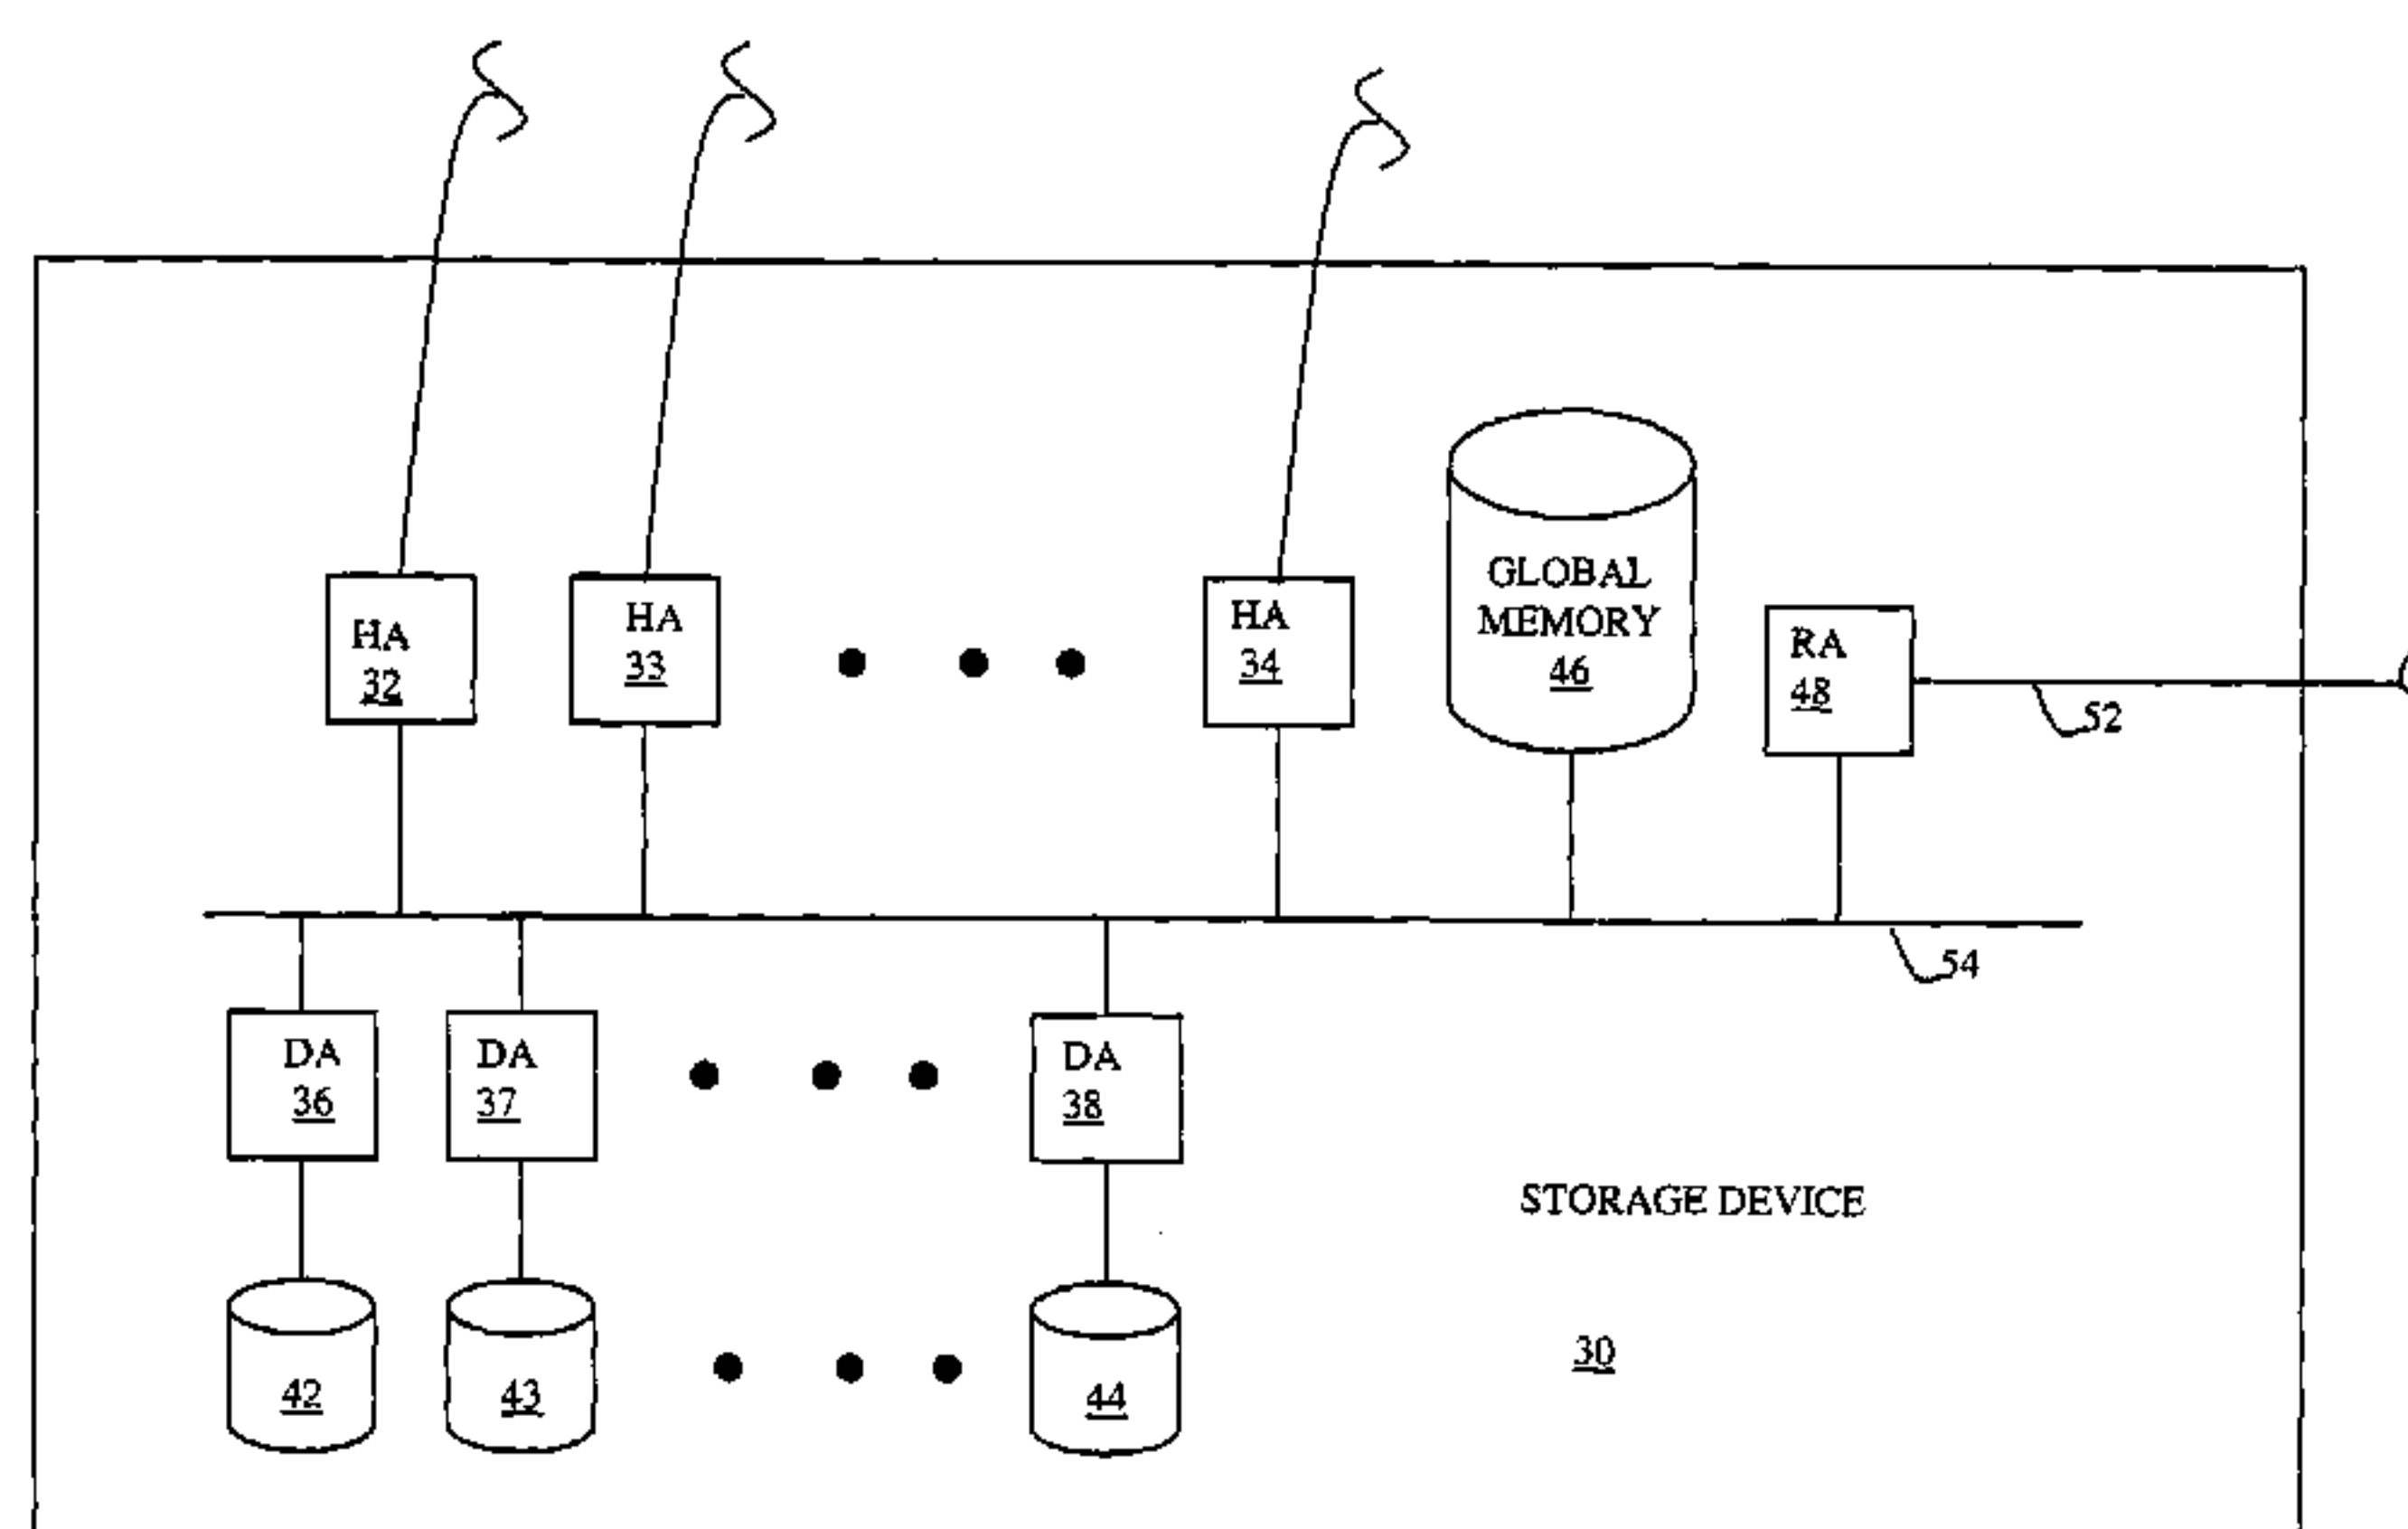 HA
32
HA
33
HA
34
GLOBAL
MEMORY
46
RA
48
52
54
DA
36
DA
37
DA
38
STORAGE DEVICE
30
42
43
44